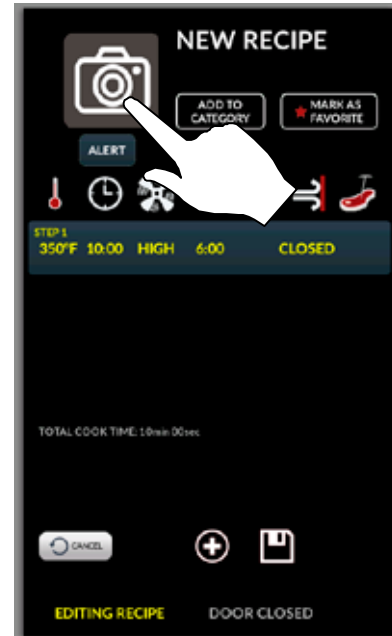 NEW RECIPE
ADD TO
CATEGORY
MARK AS
FAVORITE
ALERT
STEP 1
350°F 10:00 HIGH 6:00 CLOSED
TOTAL COOK TIME: 10min 00sec
CANCEL
EDITING RECIPE DOOR CLOSED